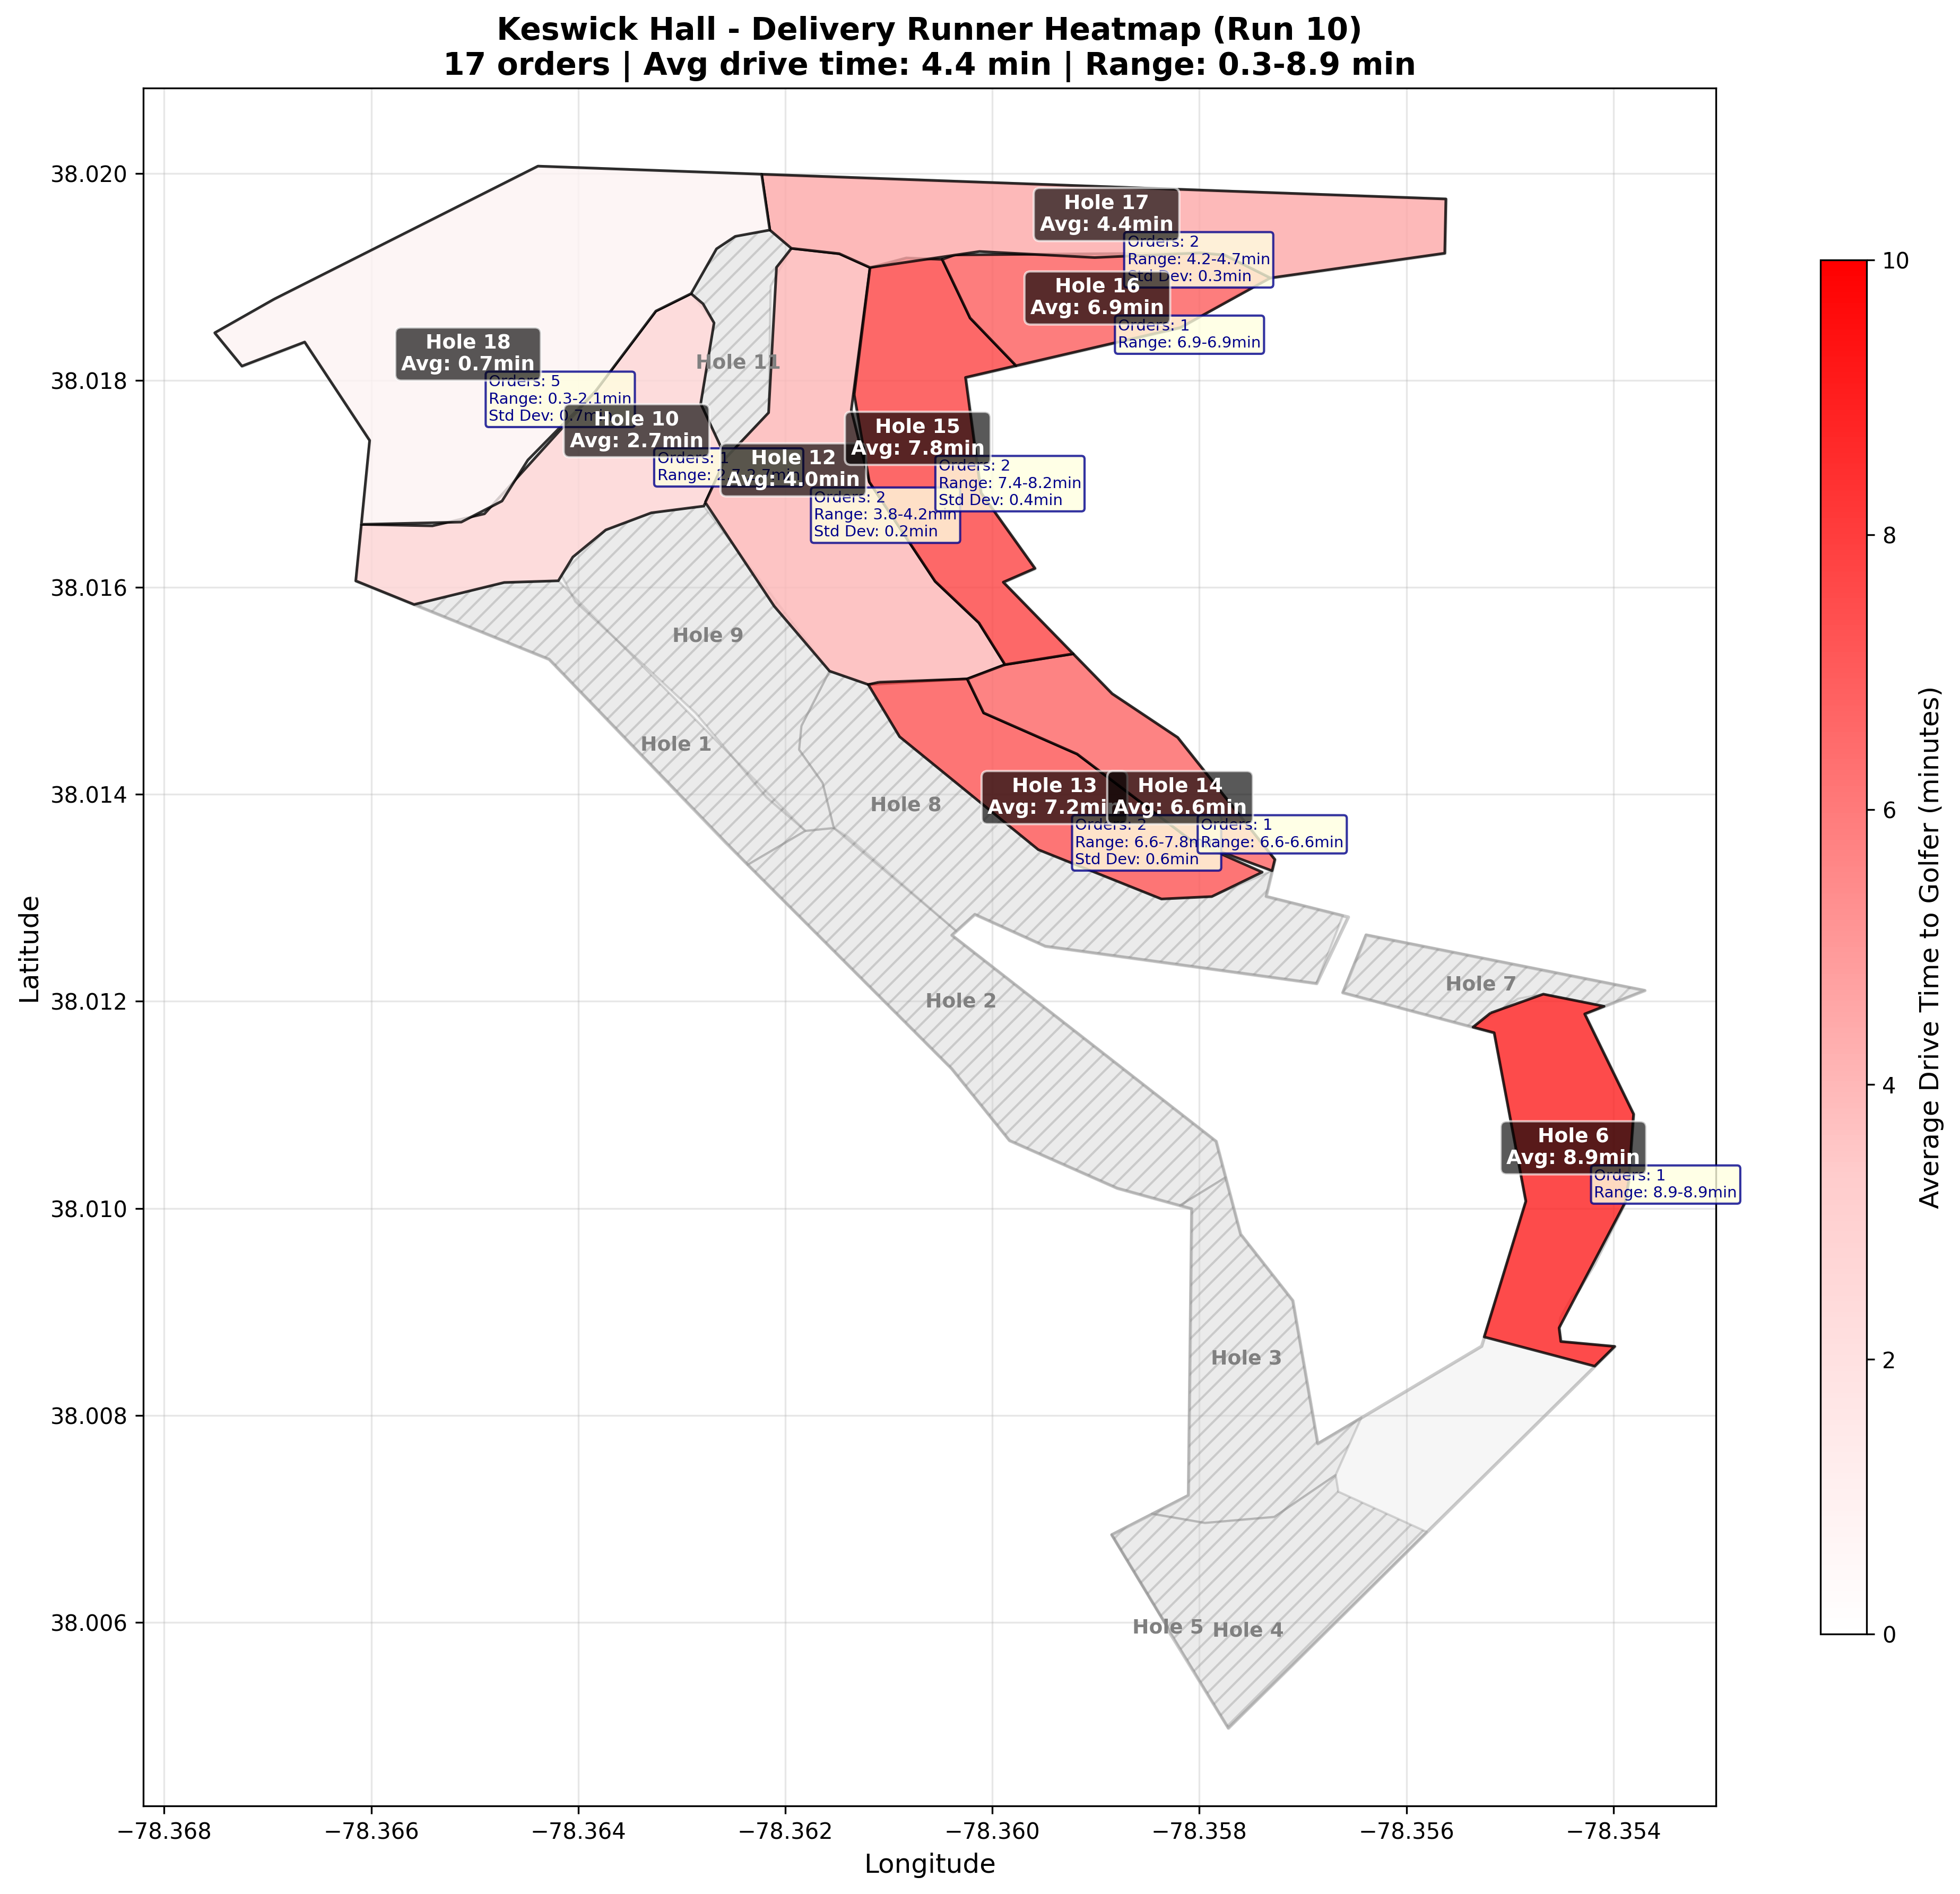 Keswick Hall - Delivery Runner Heatmap (Run 10)
17 orders | Avg drive time: 4.4 min | Range: 0.3-8.9 min
Hole 17
Avg: 4.4min
Orders: 2
Range: 4.2-4.7min
Std Dev: 0.3min
Hole 16
Avg: 6.9min
Orders: 1
Range: 6.9-6.9min
Hole 18
Avg: 0.7min
Orders: 5
Range: 0.3-2.1min
Std Dev: 0.7min
Hole 11
Hole 10
Avg: 2.7min
Orders: 1
Range: 2.7-2.7min
Hole 15
Avg: 7.8min
Orders: 2
Range: 7.4-8.2min
Std Dev: 0.4min
Hole 12
Avg: 4.0min
Orders: 2
Range: 3.8-4.2min
Std Dev: 0.2min
Hole 9
Hole 1
Hole 8
Hole 13
Avg: 7.2min
Orders: 2
Range: 6.6-7.8m
Std Dev: 0.6min
Hole 14
Avg: 6.6min
Orders: 1
Range: 6.6-6.6min
Hole 2
Hole 7
Hole 6
Avg: 8.9min
Orders: 1
Range: 8.9-8.9min
Hole 3
Hole 5
Hole 4
38.020
38.018
38.016
38.014
38.012
38.010
38.008
38.006
Latitude
−78.368
−78.366
−78.364
−78.362
−78.360
−78.358
−78.356
−78.354
Longitude
10
8
6
4
2
0
Average Drive Time to Golfer (minutes)